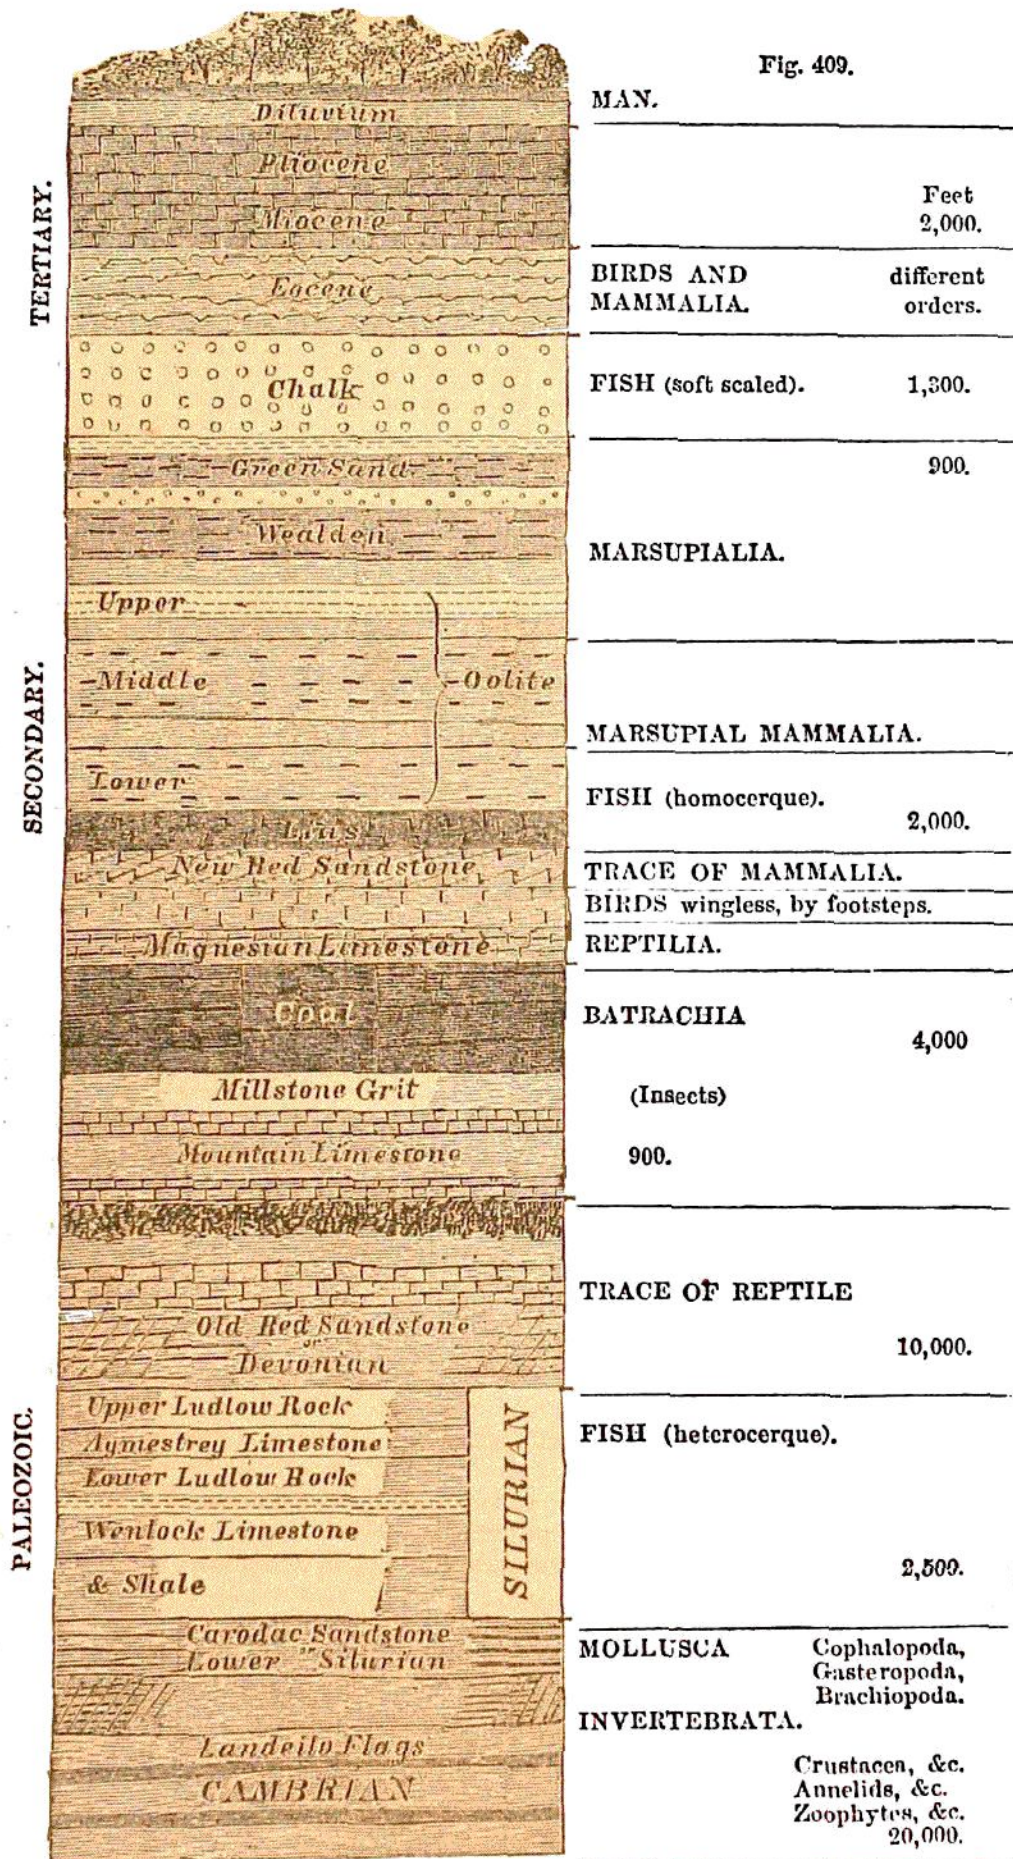 Fig. 409.
MAN.
Diluvium
Pliocene
Feet
Miocene
2,000.
TERTIARY.
BIRDS AND different
MAMMALIA. orders.
Eocene
Chalk
FISH (soft scaled). 1,300.
Green Sand
900.
Wealden
MARSUPIALIA.
Upper
Middle
Oolite
SECONDARY.
MARSUPIAL MAMMALIA.
Lower
FISH (homocerque).
2,000.
Lias
New Red Sandstone
TRACE OF MAMMALIA.
BIRDS wingless, by footsteps.
Magnesian Limestone
REPTILIA.
Coal
BATRACHIA
4,000
Millstone Grit
(Insects)
Mountain Limestone
900.
TRACE OF REPTILE
Old Red Sandstone
or
Devonian
10,000.
PALEOZOIC.
Upper Ludlow Rock
Aymestrey Limestone
FISH (heterocerque).
Lower Ludlow Rock
SILURIAN
Wenlock Limestone
& Shale
2,500.
Carodac Sandstone
or
Lower Silurian
MOLLUSCA Cophalopoda,
Gasteropoda,
Brachiopoda.
INVERTEBRATA.
Landeilo Flags
CAMBRIAN
Crustacea, &c.
Annelids, &c.
Zoophytes, &c.
20,000.